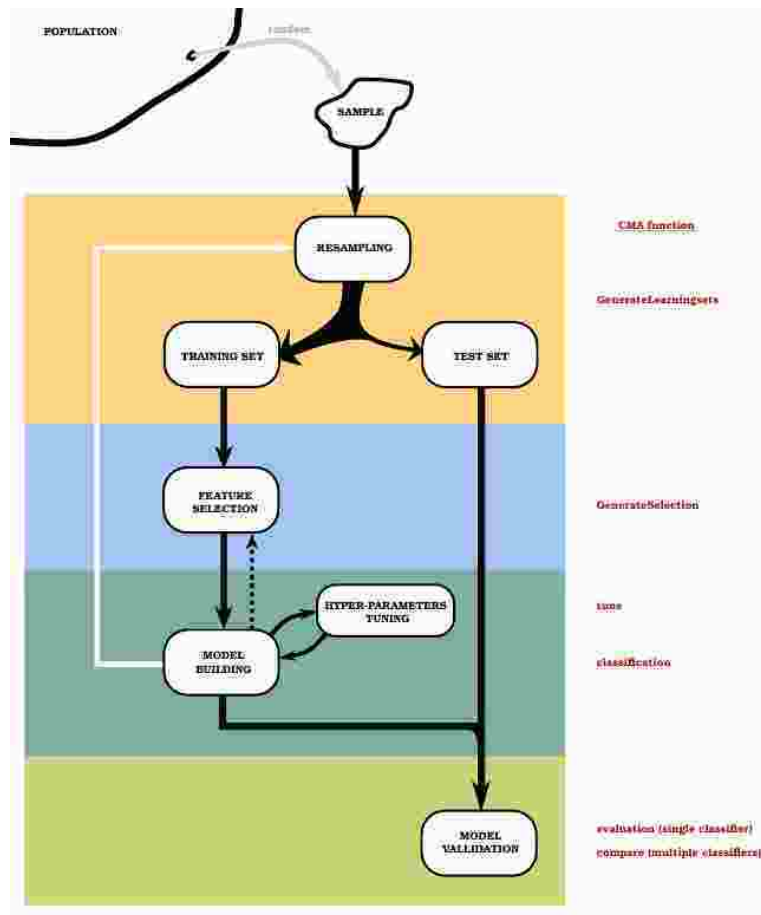 POPULATION
random
SAMPLE
CMA function
RESAMPLING
GenerateLearningsets
TRAINING SET
TEST SET
FEATURE
SELECTION
GenerateSelection
HYPER-PARAMETERS
TUNING
tune
MODEL
BUILDING
classification
MODEL
VALLIDATION
evaluation (single classifier)
compare (multiple classifiers)